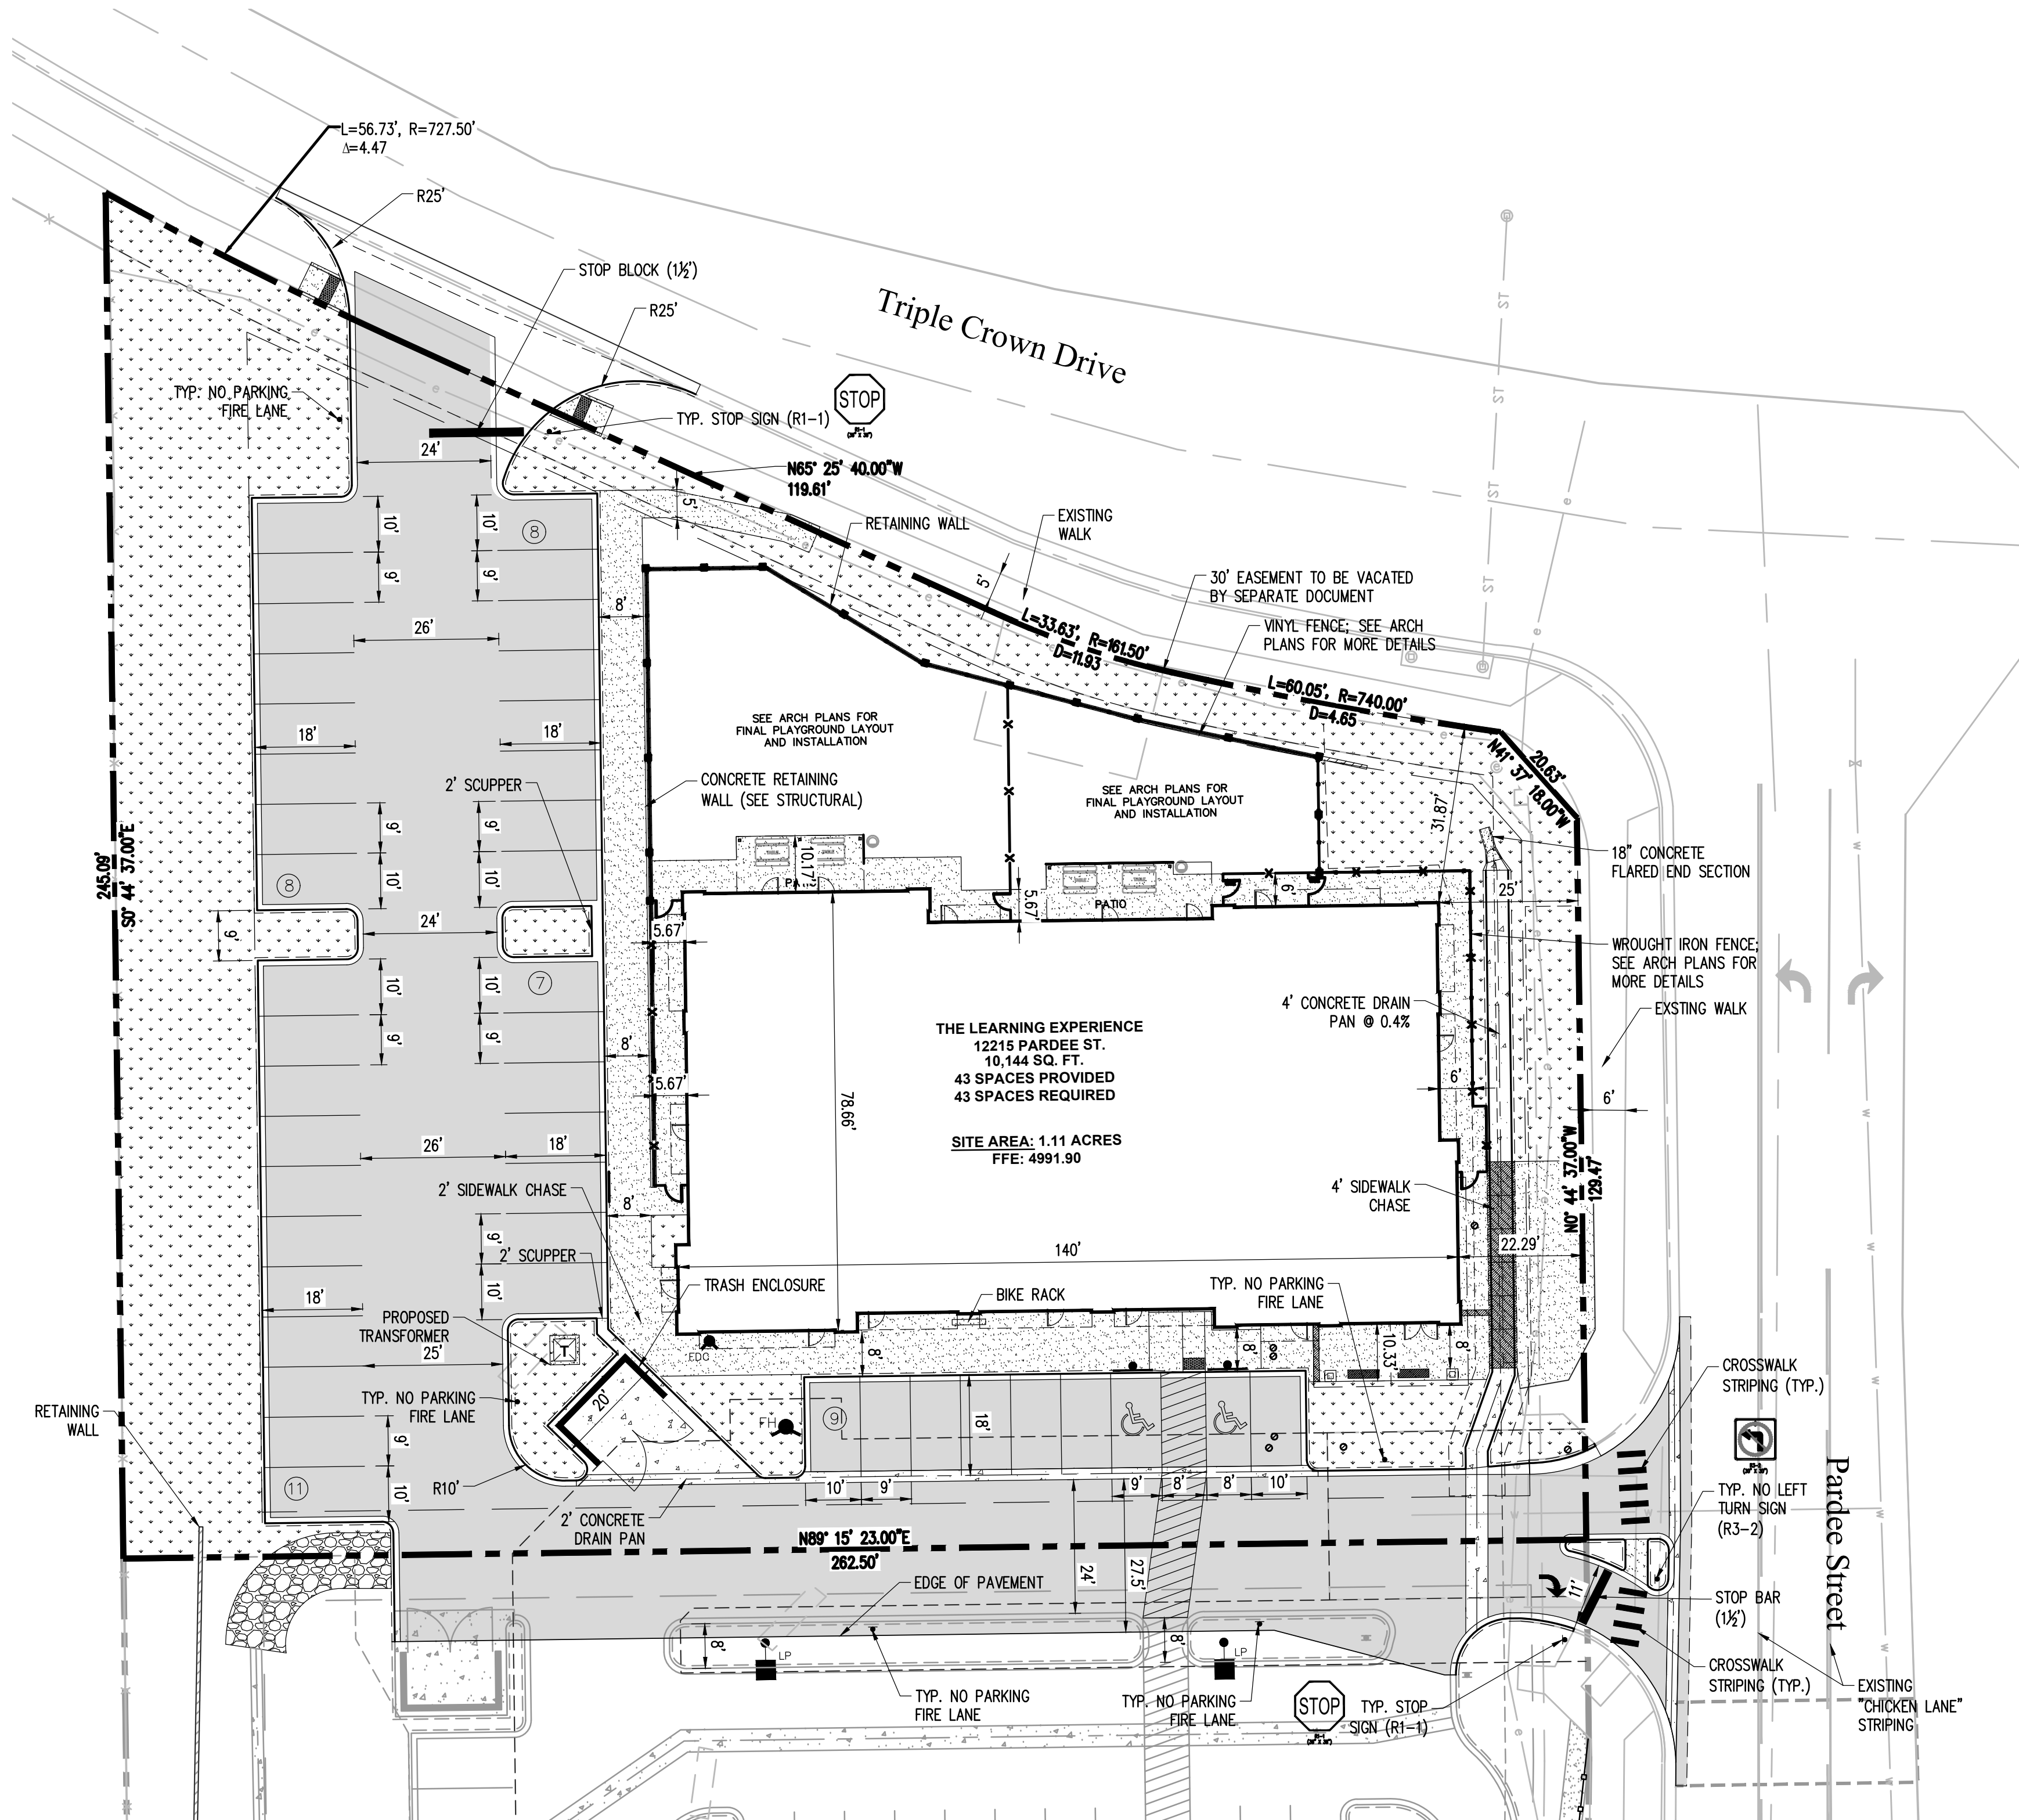 L=56.73', R=727.50'
Δ=4.47
R25'
STOP BLOCK (1½')
R25'
Triple Crown Drive
STOP
TYP. NO PARKING
FIRE LANE
TYP. STOP SIGN (R1-1)
24'
N65° 25' 40.00"W
119.61'
5'
10'
10'
8
RETAINING WALL
EXISTING
WALK
9'
9'
5'
30' EASEMENT TO BE VACATED
BY SEPARATE DOCUMENT
8'
26'
L=33.63', R=161.50'
D=11.93
VINYL FENCE; SEE ARCH
PLANS FOR MORE DETAILS
L=60.05', R=740.00'
D=4.65
18'
18'
SEE ARCH PLANS FOR
FINAL PLAYGROUND LAYOUT
AND INSTALLATION
20.63'
N41° 37' 18.00"W
2' SCUPPER
CONCRETE RETAINING
WALL (SEE STRUCTURAL)
SEE ARCH PLANS FOR
FINAL PLAYGROUND LAYOUT
AND INSTALLATION
31.87'
245.09'
S0° 44' 37.00"E
9'
9'
10'
10'
8
10.17'
18" CONCRETE
FLARED END SECTION
25'
6'
5.67'
PATIO
9'
24'
5.67'
WROUGHT IRON FENCE;
SEE ARCH PLANS FOR
MORE DETAILS
10'
10'
7
4' CONCRETE DRAIN
PAN @ 0.4%
EXSTING WALK
9'
9'
8'
THE LEARNING EXPERIENCE
12215 PARDEE ST.
10,144 SQ. FT.
43 SPACES PROVIDED
43 SPACES REQUIRED
SITE AREA: 1.11 ACRES
FFE: 4991.90
5.67'
78.66'
6'
6'
26'
18'
N0° 44' 37.00"W
129.47'
2' SIDEWALK CHASE
4' SIDEWALK
CHASE
8'
9'
2' SCUPPER
140'
22.29'
10'
TRASH ENCLOSURE
BIKE RACK
TYP. NO PARKING
FIRE LANE
18'
PROPOSED
TRANSFORMER
T
25'
FDC
8'
8'
10.33'
8'
CROSSWALK
STRIPING (TYP.)
TYP. NO PARKING
FIRE LANE
20'
RETAINING
WALL
FH
9
18'
9'
11
10'
R10'
10'
9'
9'
8'
8'
10'
TYP. NO LEFT
TURN SIGN
(R3-2)
Pardee Street
2' CONCRETE
DRAIN PAN
N89° 15' 23.00"E
262.50'
24'
27.5'
EDGE OF PAVEMENT
11'
STOP BAR
(1½')
8'
LP
8'
LP
CROSSWALK
STRIPING (TYP.)
TYP. NO PARKING
FIRE LANE
TYP. NO PARKING
FIRE LANE
STOP
TYP. STOP
SIGN (R1-1)
EXISTING
"CHICKEN LANE"
STRIPING